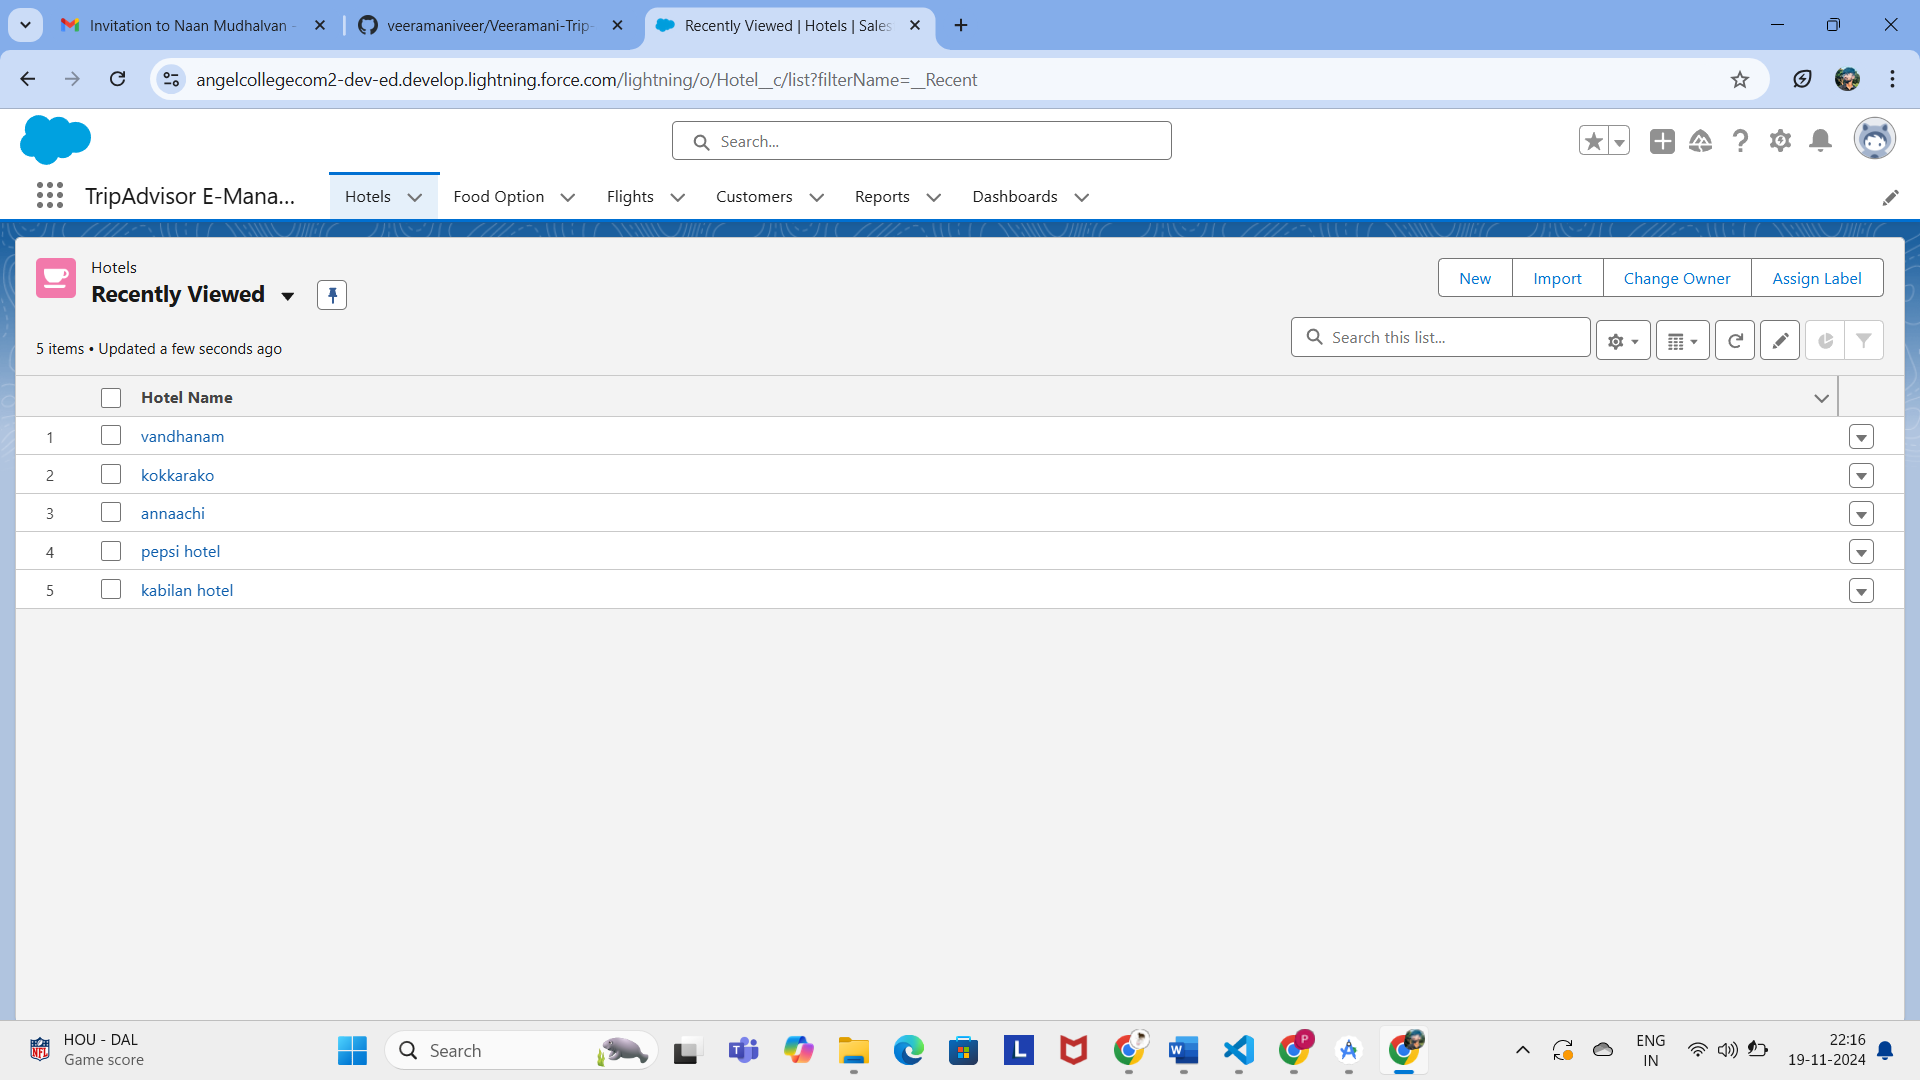 Invitation to Naan Mudhalvan -
veeramaniveer/Veeramani-Trip-
Recently Viewed | Hotels | Sales
angelcollegecom2-dev-ed.develop.lightning.force.com/lightning/o/Hotel__c/list?filterName=__Recent
Search...
TripAdvisor E-Mana...
Hotels
Food Option
Flights
Customers
Reports
Dashboards
Hotels
Recently Viewed
New
Import
Change Owner
Assign Label
5 items • Updated a few seconds ago
Search this list...
Hotel Name
1 vandhanam
2 kokkarako
3 annaachi
4 pepsi hotel
5 kabilan hotel
HOU - DAL
Game score
Search
ENG
IN
22:16
19-11-2024